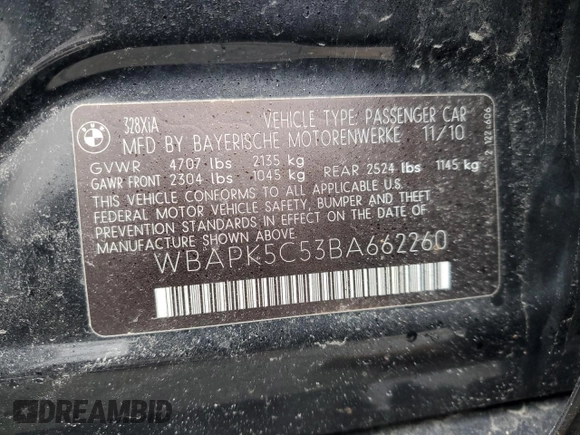 BMW
328XiA VEHICLE TYPE: PASSENGER CAR
MFD BY BAYERISCHE MOTORENWERKE 11/10
GVWR 4707 lbs 2135 kg
GAWR FRONT 2304 lbs 1045 kg REAR 2524 lbs 1145 kg
THIS VEHICLE CONFORMS TO ALL APPLICABLE U.S.
FEDERAL MOTOR VEHICLE SAFETY, BUMPER AND THEFT
PREVENTION STANDARDS IN EFFECT ON THE DATE OF
MANUFACTURE SHOWN ABOVE
WBAPK5C53BA662260
DREAMBID